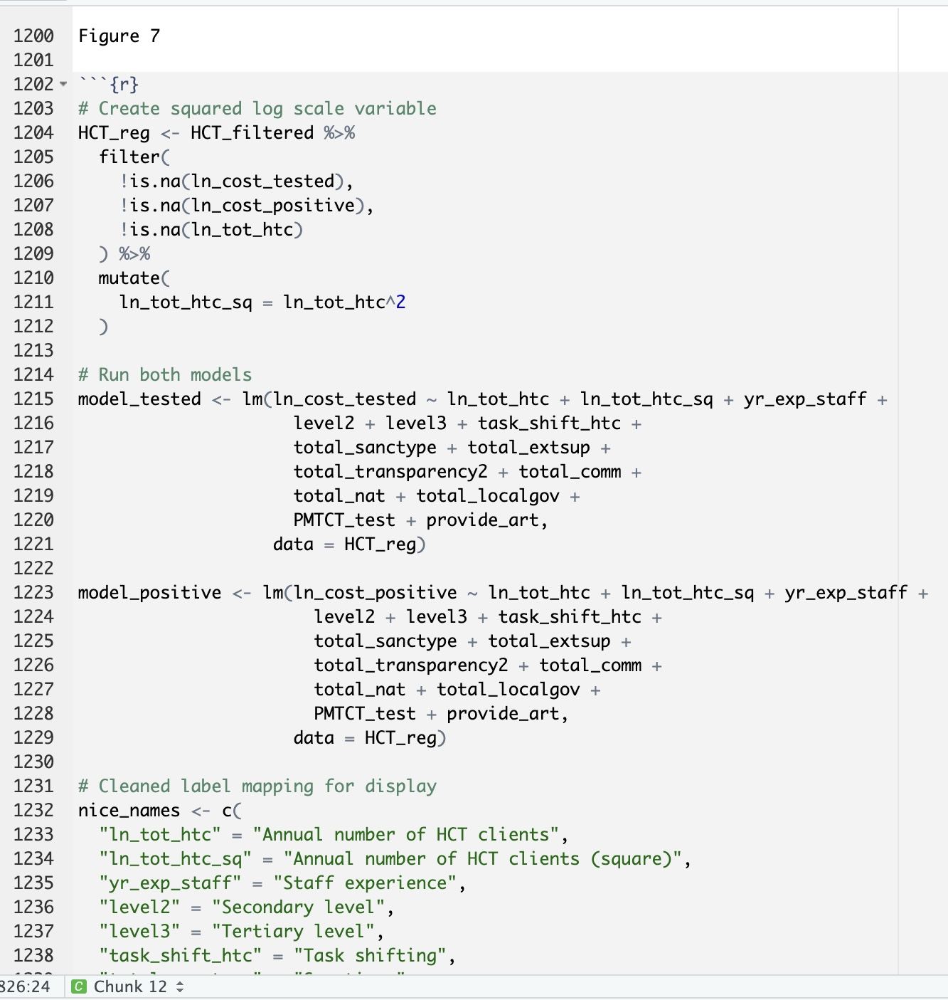 1200 Figure 7
1201
1202 ```{r}
1203 # Create squared log scale variable
1204 HCT_reg <- HCT_filtered %>%
1205   filter(
1206     !is.na(ln_cost_tested),
1207     !is.na(ln_cost_positive),
1208     !is.na(ln_tot_htc)
1209   ) %>%
1210   mutate(
1211     ln_tot_htc_sq = ln_tot_htc^2
1212   )
1213
1214 # Run both models
1215 model_tested <- lm(ln_cost_tested ~ ln_tot_htc + ln_tot_htc_sq + yr_exp_staff +
1216                      level2 + level3 + task_shift_htc +
1217                      total_sanctype + total_extsup +
1218                      total_transparency2 + total_comm +
1219                      total_nat + total_localgov +
1220                      PMTCT_test + provide_art,
1221                    data = HCT_reg)
1222
1223 model_positive <- lm(ln_cost_positive ~ ln_tot_htc + ln_tot_htc_sq + yr_exp_staff +
1224                        level2 + level3 + task_shift_htc +
1225                        total_sanctype + total_extsup +
1226                        total_transparency2 + total_comm +
1227                        total_nat + total_localgov +
1228                        PMTCT_test + provide_art,
1229                      data = HCT_reg)
1230
1231 # Cleaned label mapping for display
1232 nice_names <- c(
1233   "ln_tot_htc" = "Annual number of HCT clients",
1234   "ln_tot_htc_sq" = "Annual number of HCT clients (square)",
1235   "yr_exp_staff" = "Staff experience",
1236   "level2" = "Secondary level",
1237   "level3" = "Tertiary level",
1238   "task_shift_htc" = "Task shifting",
826:24 C Chunk 12